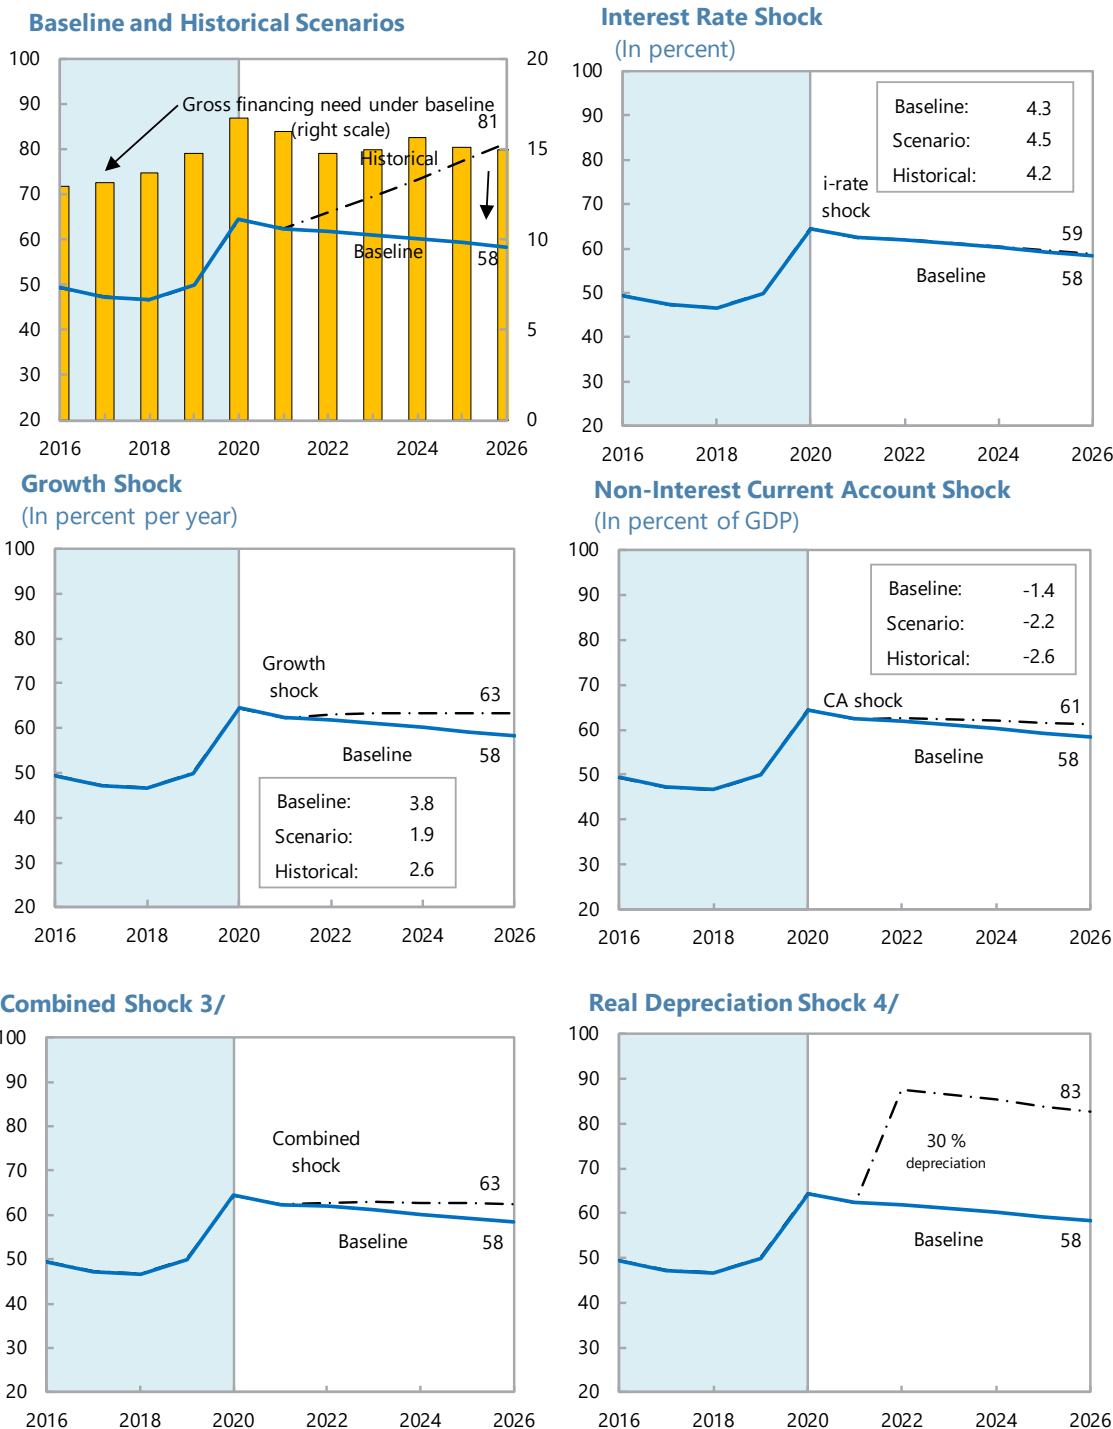 Baseline and Historical Scenarios
100
90
80
70
60
50
40
30
20
20
15
10
5
0
Gross financing need under baseline
(right scale)
81
Historical
Baseline
58
2016 2018 2020 2022 2024 2026
Interest Rate Shock
(In percent)
100
90
80
70
60
50
40
30
20
Baseline: 4.3
Scenario: 4.5
Historical: 4.2
i-rate
shock
59
Baseline
58
2016 2018 2020 2022 2024 2026
Growth Shock
(In percent per year)
100
90
80
70
60
50
40
30
20
Growth
shock
63
Baseline
58
Baseline: 3.8
Scenario: 1.9
Historical: 2.6
2016 2018 2020 2022 2024 2026
Non-Interest Current Account Shock
(In percent of GDP)
100
90
80
70
60
50
40
30
20
Baseline: -1.4
Scenario: -2.2
Historical: -2.6
CA shock
61
Baseline
58
2016 2018 2020 2022 2024 2026
Combined Shock 3/
100
90
80
70
60
50
40
30
20
Combined
shock
63
Baseline
58
2016 2018 2020 2022 2024 2026
Real Depreciation Shock 4/
100
90
80
70
60
50
40
30
20
83
30 %
depreciation
Baseline
58
2016 2018 2020 2022 2024 2026